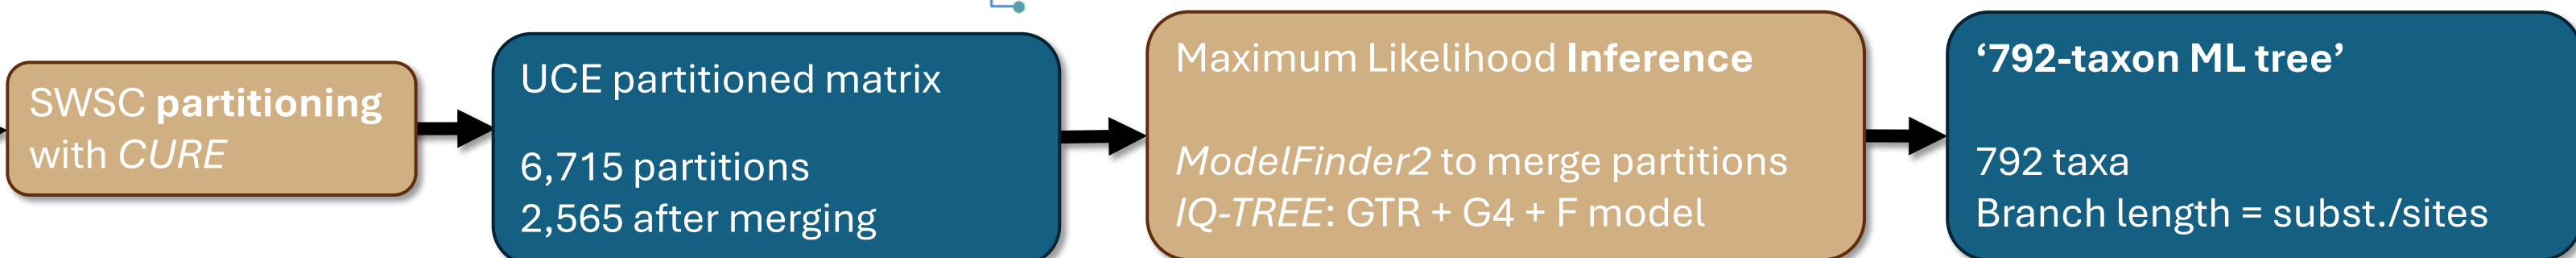 SWSC partitioning
with CURE
UCE partitioned matrix
6,715 partitions
2,565 after merging
Maximum Likelihood Inference
ModelFinder2 to merge partitions
IQ-TREE: GTR + G4 + F model
‘792-taxon ML tree’
792 taxa
Branch length = subst./sites